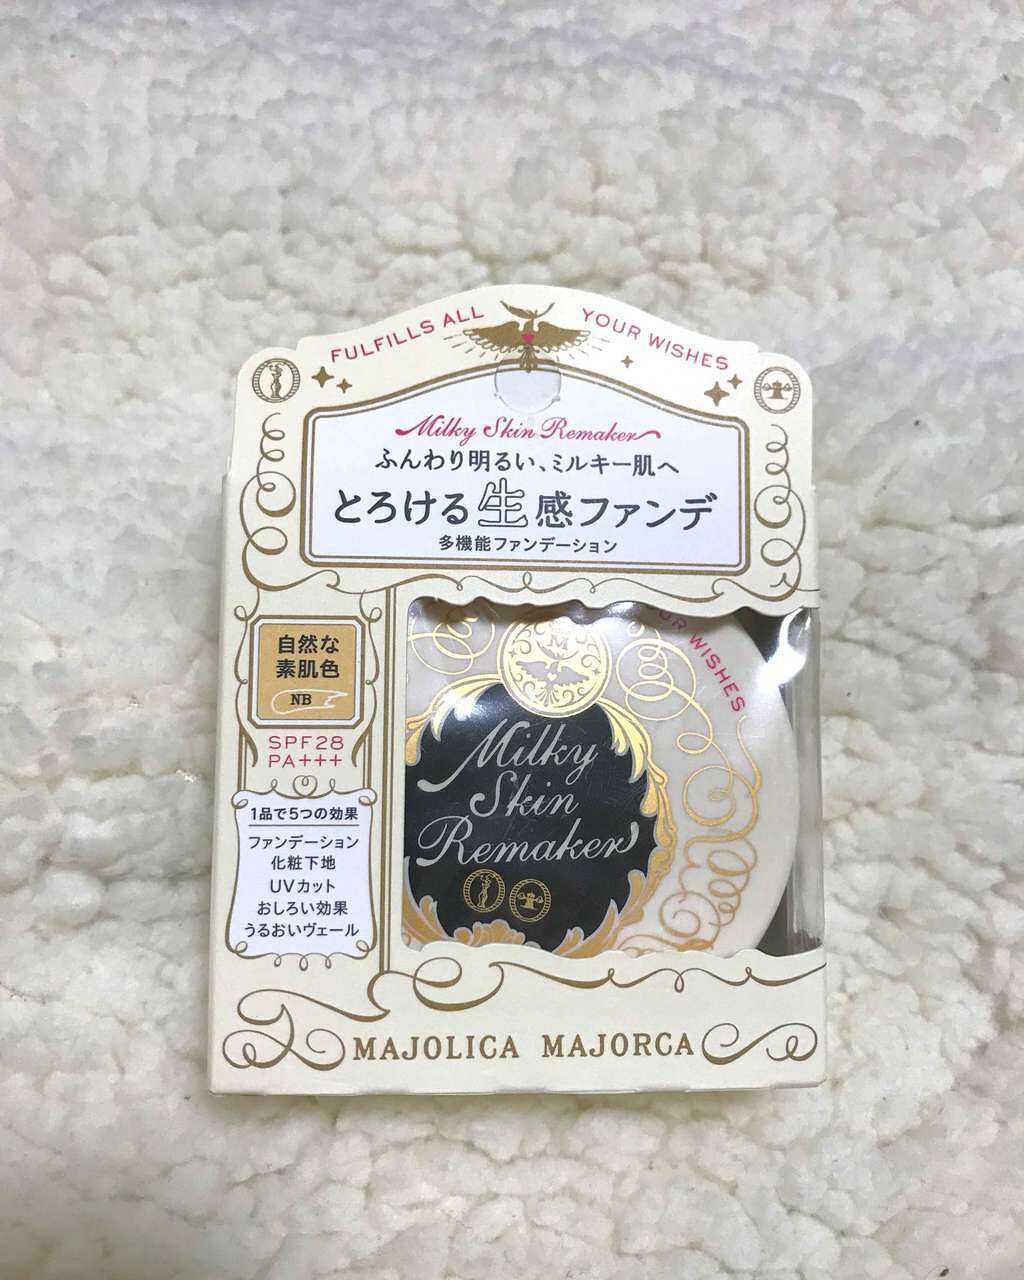 FULFILLS ALL YOUR WISHES
Milky Skin Remaker
ふんわり明るい、ミルキー肌へ
とろける生感ファンデ
多機能ファンデーション
自然な
素肌色
NB
SPF28
PA+++
1品で5つの効果
ファンデーション
化粧下地
UVカット
おしろい効果
うるおいヴェール
OUR WISHES
M
Milky
Skin
Remaker
MAJOLICA MAJORCA